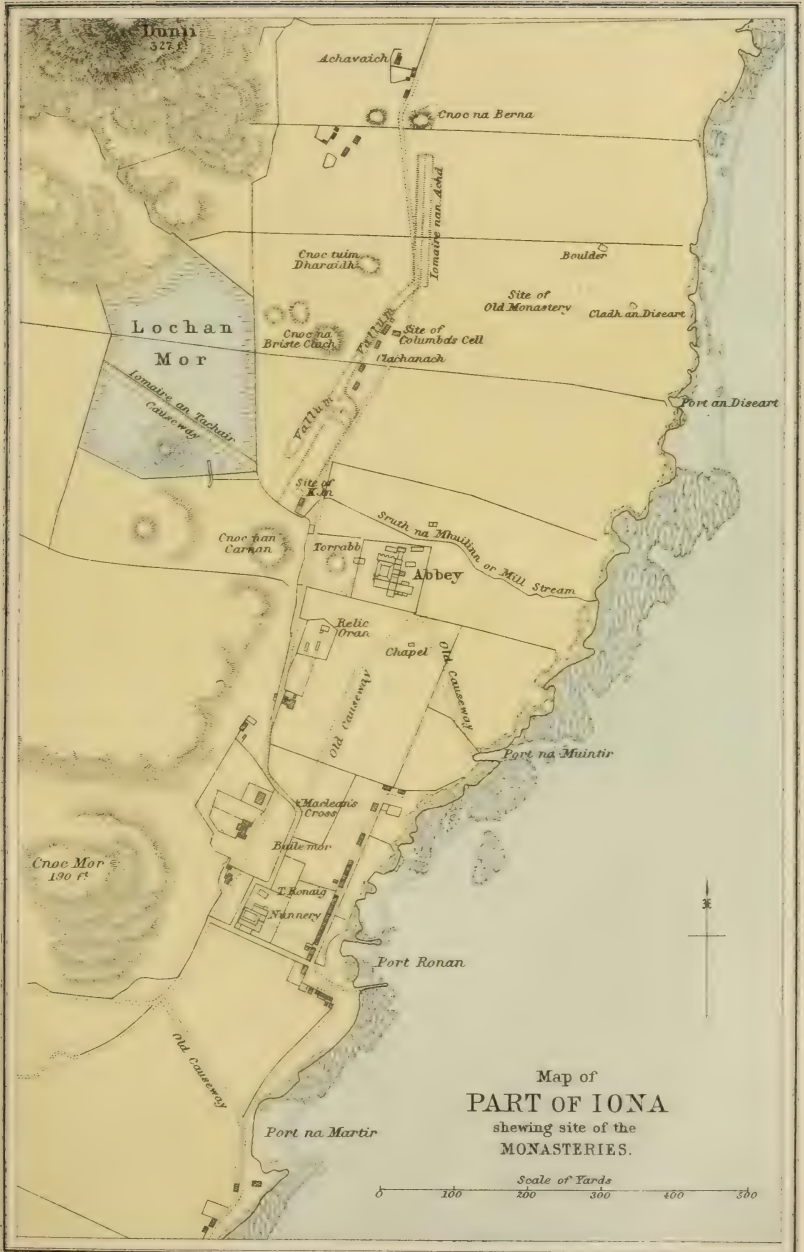 Dunii
327 ft
Achavaich
Cnoc na Berna
Iomaire nan Achd
Cnoc tuim
Dharaidh
Boulder
Site of
Old Monastery
Cladh an Diseart
Lochan
Mor
Cnoc na
Briste Clach
Vallum
Site of
Columba's Cell
Clachanach
Iomaire an Tachair
Causeway
Vallum
Port an Diseart
Site of
Sruth na Mhuilinn or Mill Stream
Cnoc nan
Carnan
Torrabb
Abbey
Relic
Oran
Chapel
Old Causeway
Old Causeway
Port na Muintir
Maclean's
Cross
Baile mor
Cnoc Mor
190 ft
T. Ronaig
Nunnery
Port Ronan
Old Causeway
Port na Martir
Map of
PART OF IONA
shewing site of the
MONASTERIES.
Scale of Yards
0 100 200 300 400 500